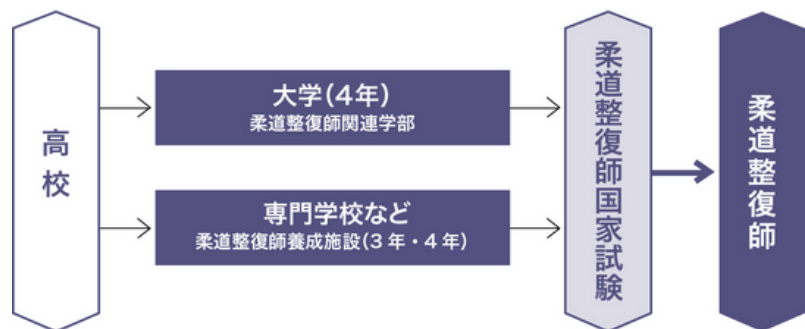 高校
大学(4年)
柔道整復師関連学部
専門学校など
柔道整復師養成施設(3年・4年)
柔道整復師国家試験
柔道整復師